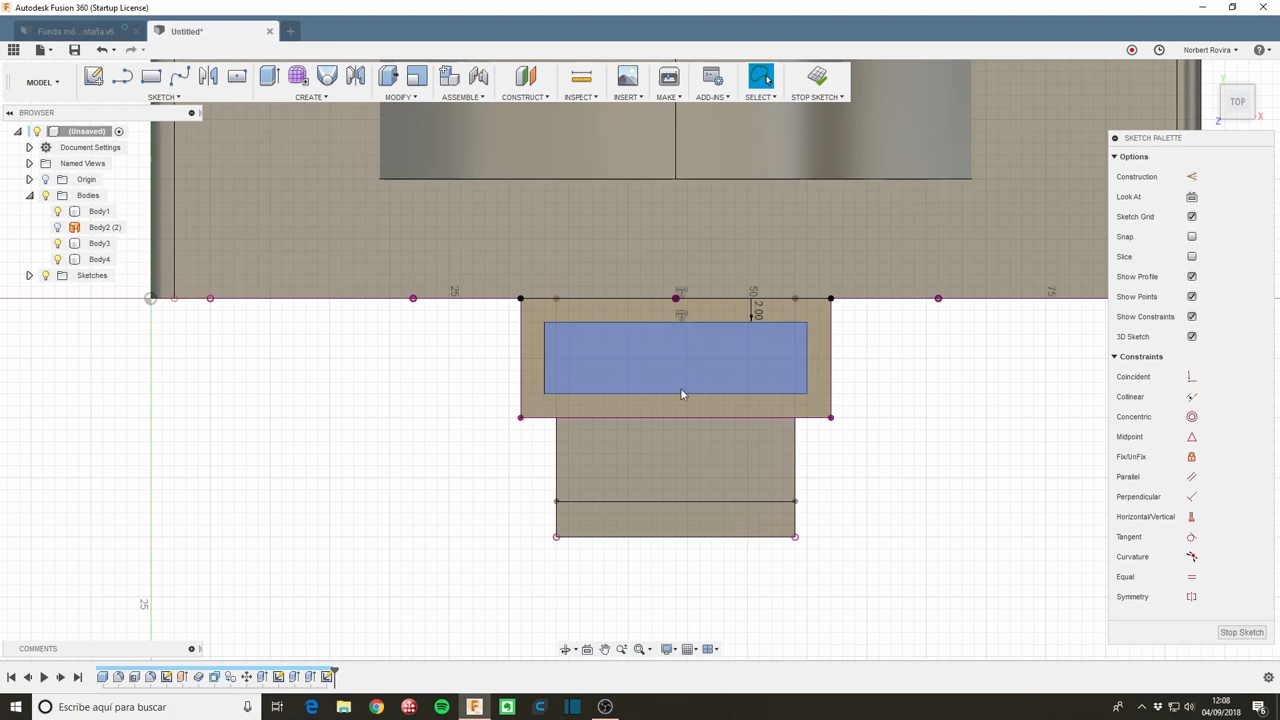 Autodesk Fusion 360 (Startup License)
Funda mó...ntaña v6
Untitled*
Norbert Rovira
MODEL
SKETCH
CREATE
MODIFY
ASSEMBLE
CONSTRUCT
INSPECT
INSERT
MAKE
ADD-INS
SELECT
STOP SKETCH
BROWSER
(Unsaved)
Document Settings
Named Views
Origin
Bodies
Body1
Body2 (2)
Body3
Body4
Sketches
TOP
Y
X
Z
SKETCH PALETTE
Options
Construction
Look At
Sketch Grid
Snap
Slice
Show Profile
Show Points
Show Constraints
3D Sketch
Constraints
Coincident
Collinear
Concentric
Midpoint
Fix/UnFix
Parallel
Perpendicular
Horizontal/Vertical
Tangent
Curvature
Equal
Symmetry
Stop Sketch
25
50
75
2.00
25
COMMENTS
Escribe aquí para buscar
12:08
04/09/2018